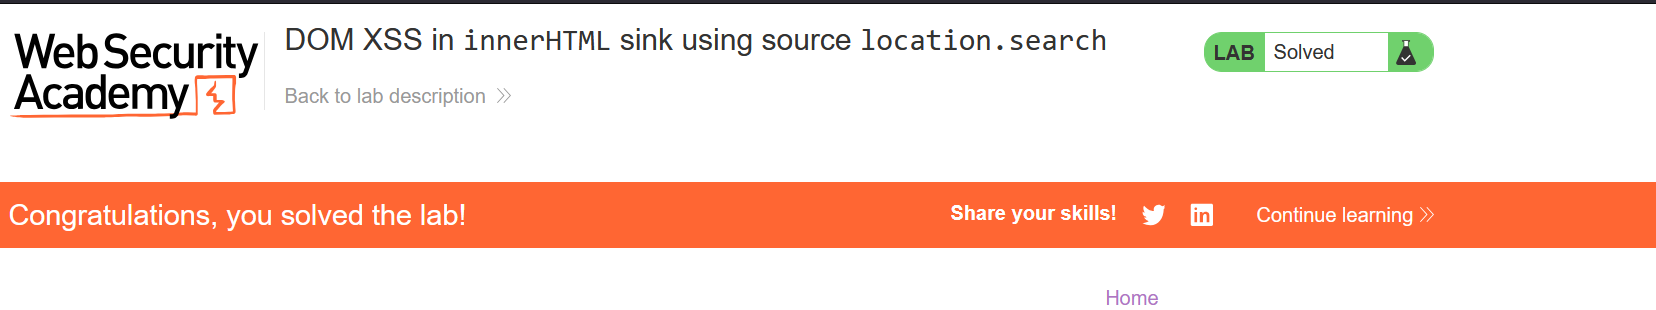 Web Security
Academy
DOM XSS in innerHTML sink using source location.search
Back to lab description
LAB Solved
Congratulations, you solved the lab!
Share your skills!
Continue learning
Home